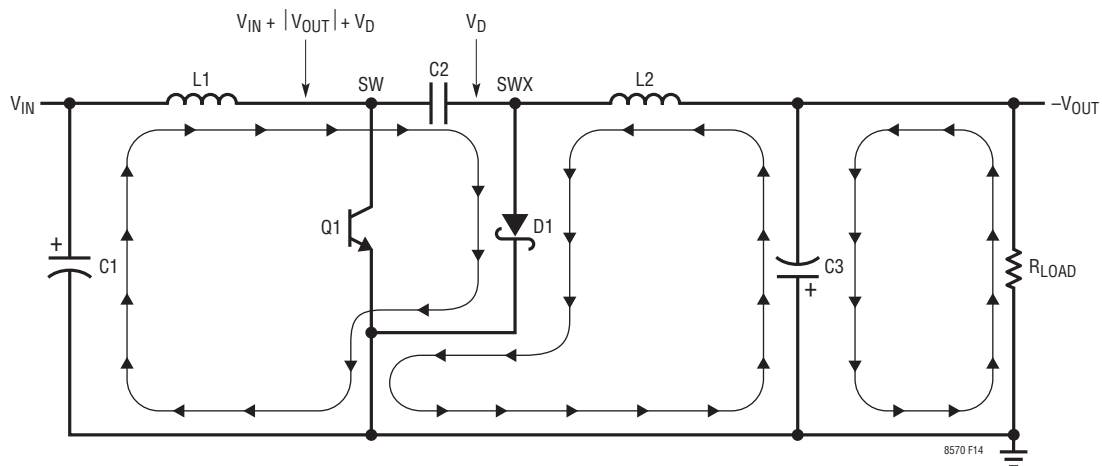 V_IN + |V_OUT| + V_D
V_D
L1
SW
C2
SWX
L2
V_IN
–V_OUT
Q1
D1
+
C1
C3
+
R_LOAD
8570 F14